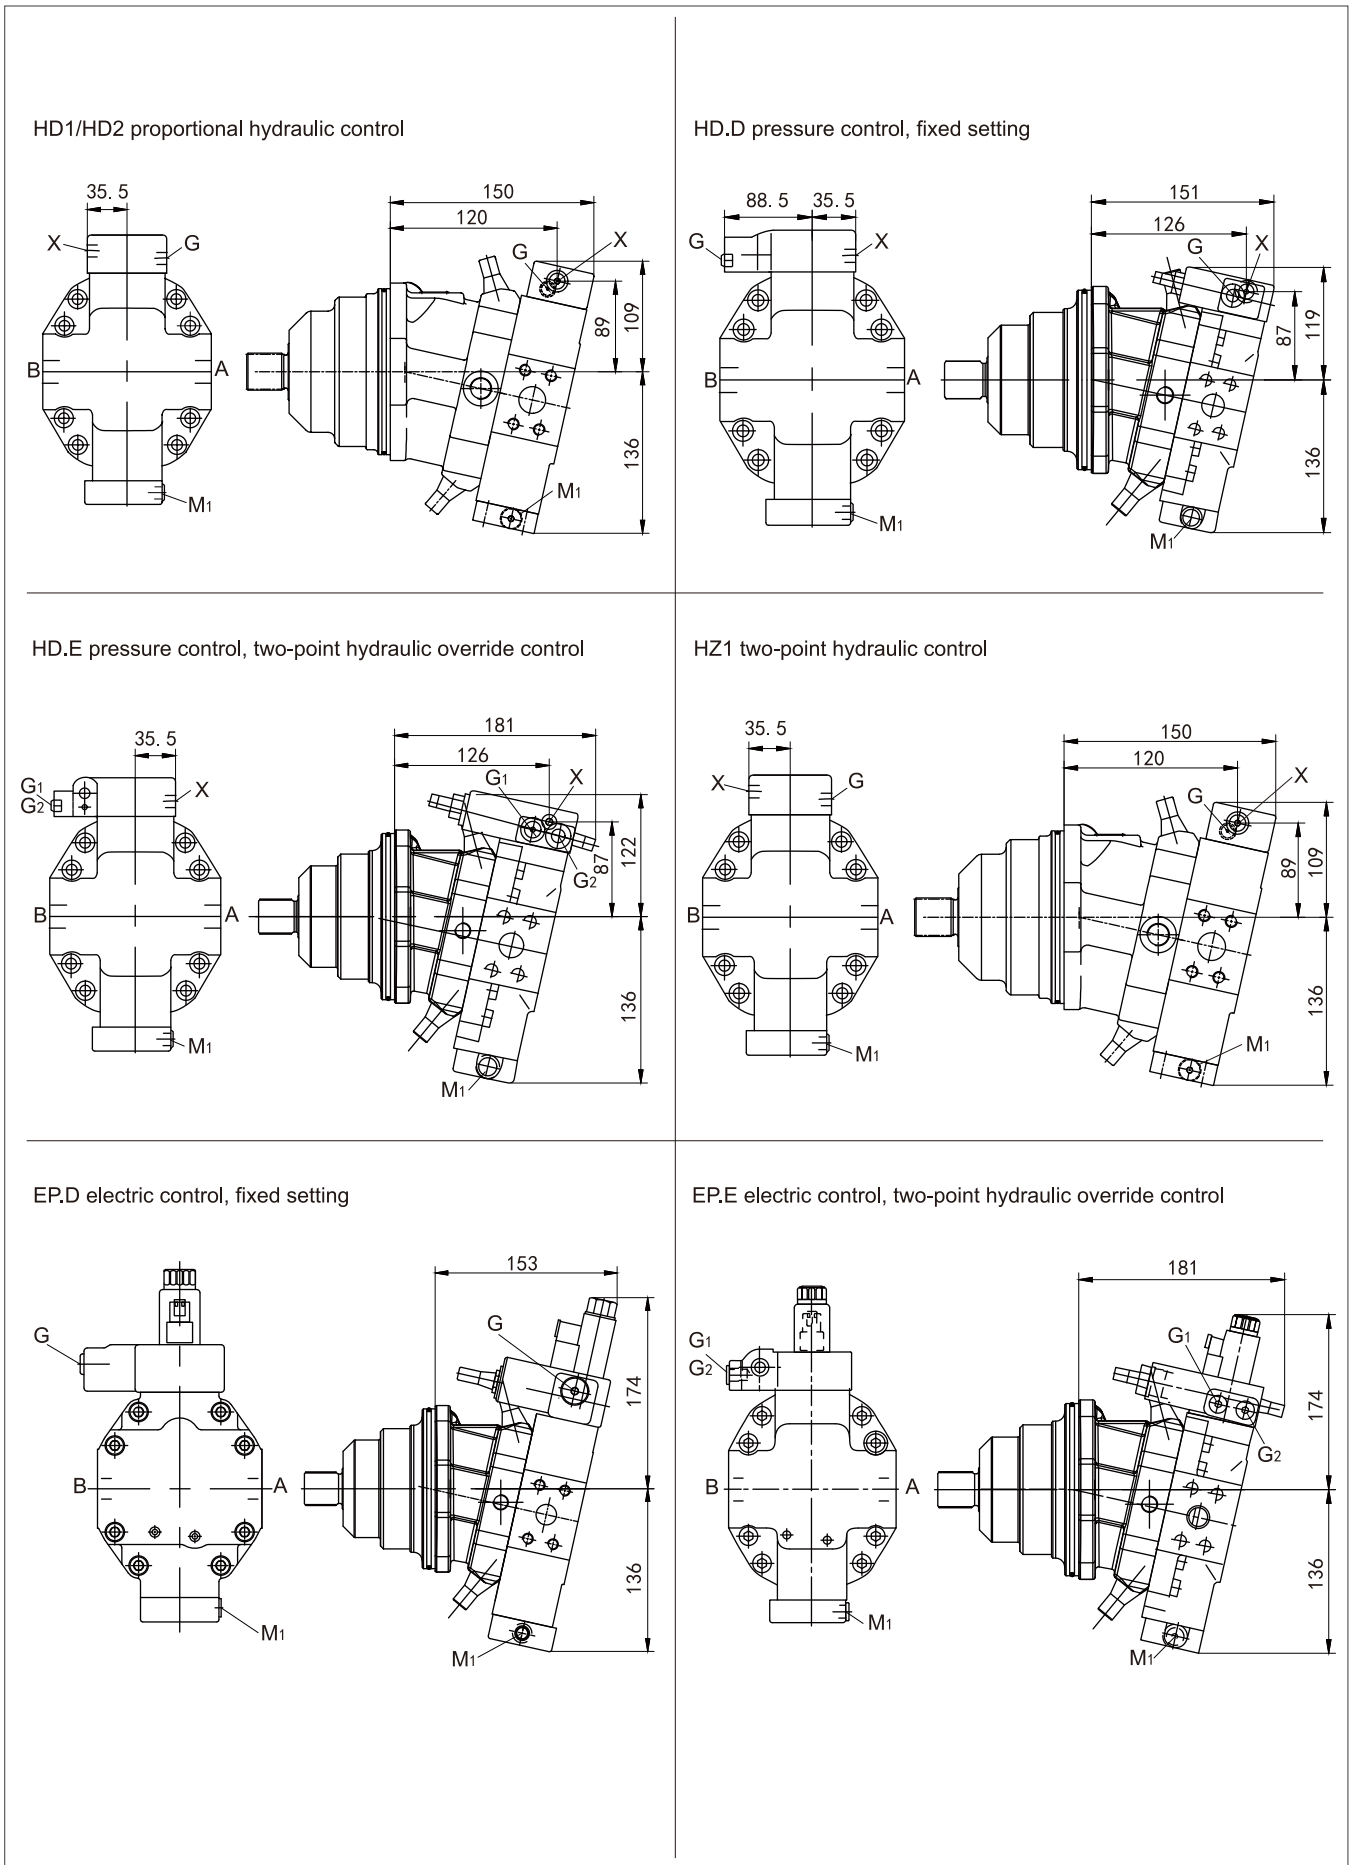 HD1/HD2 proportional hydraulic control
35. 5
X
G
B
A
M1
150
120
G
X
89
109
136
M1
HD.D pressure control, fixed setting
88. 5
35. 5
G
X
B
A
M1
151
126
G
X
87
119
136
M1
HD.E pressure control, two-point hydraulic override control
35. 5
G1
G2
X
B
A
M1
181
126
G1
X
87
122
G2
136
M1
HZ1 two-point hydraulic control
35. 5
X
G
B
A
M1
150
120
X
G
89
109
136
M1
EP.D electric control, fixed setting
G
B
A
M1
153
G
174
136
M1
EP.E electric control, two-point hydraulic override control
G1
G2
B
A
M1
181
G1
174
G2
136
M1